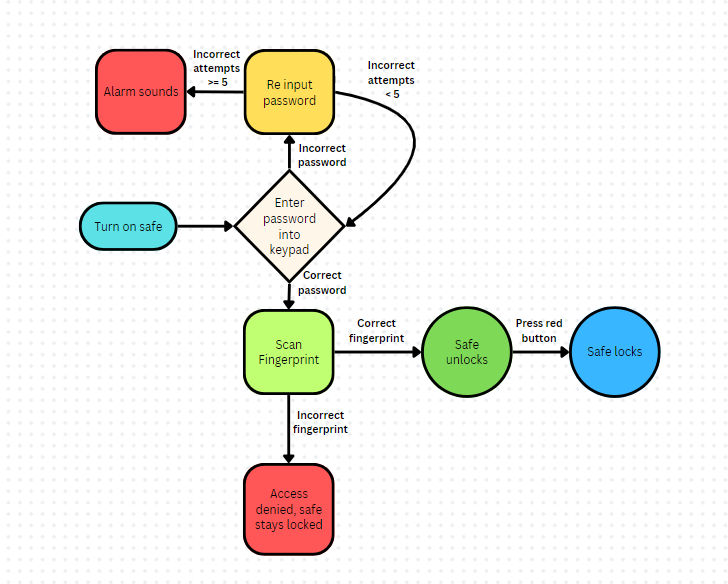 Incorrect
attempts
>= 5
Incorrect
attempts
< 5
Alarm sounds
Re input
password
Incorrect
password
Turn on safe
Enter
password
into
keypad
Correct
password
Scan
Fingerprint
Correct
fingerprint
Safe
unlocks
Press red
button
Safe locks
Incorrect
fingerprint
Access
denied, safe
stays locked